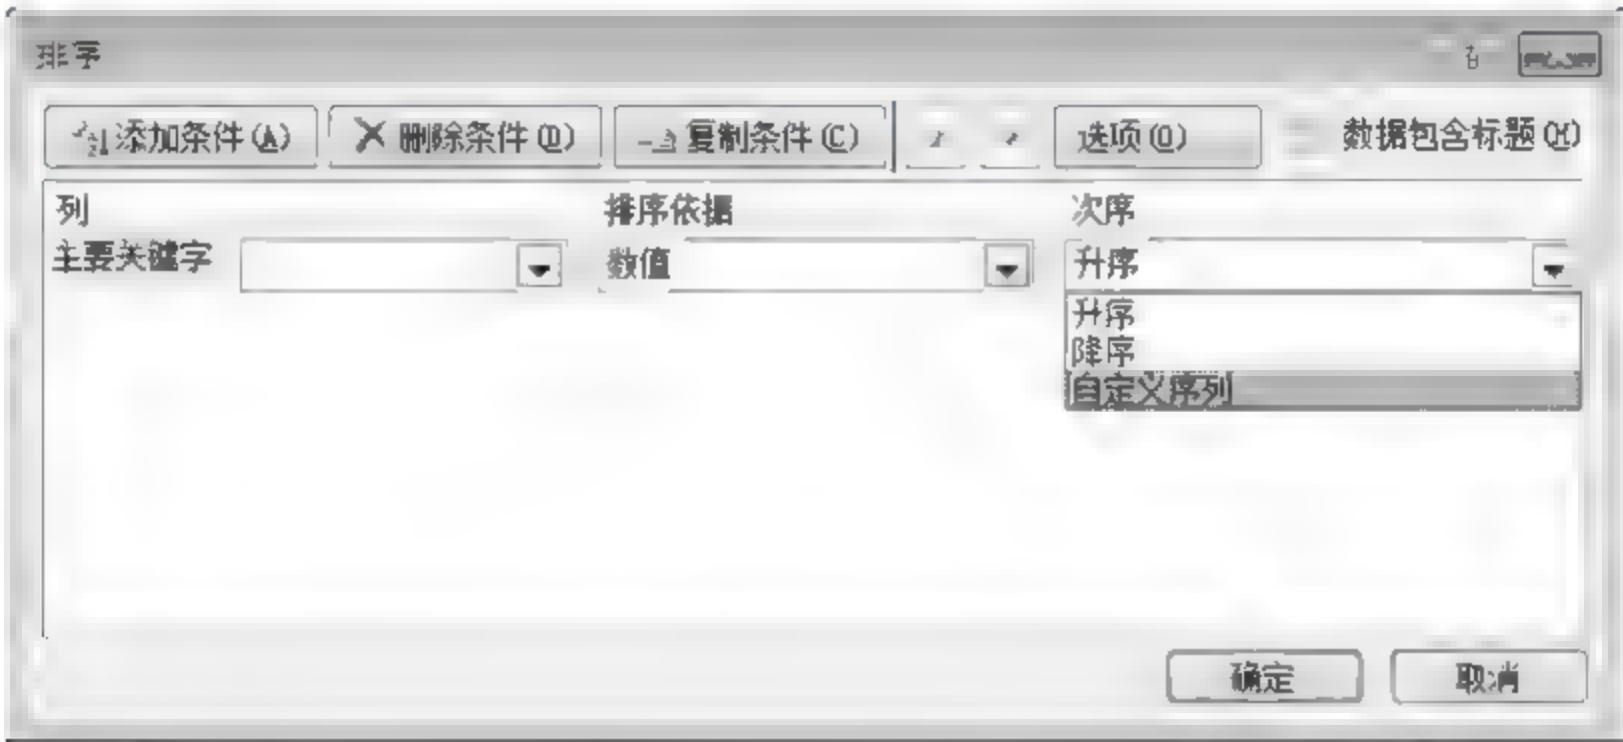 排序
添加条件(A) 删除条件(D) 复制条件(C) 选项(O) 数据包含标题(H)
列 排序依据 次序
主要关键字 数值 升序
升序
降序
自定义序列
确定 取消